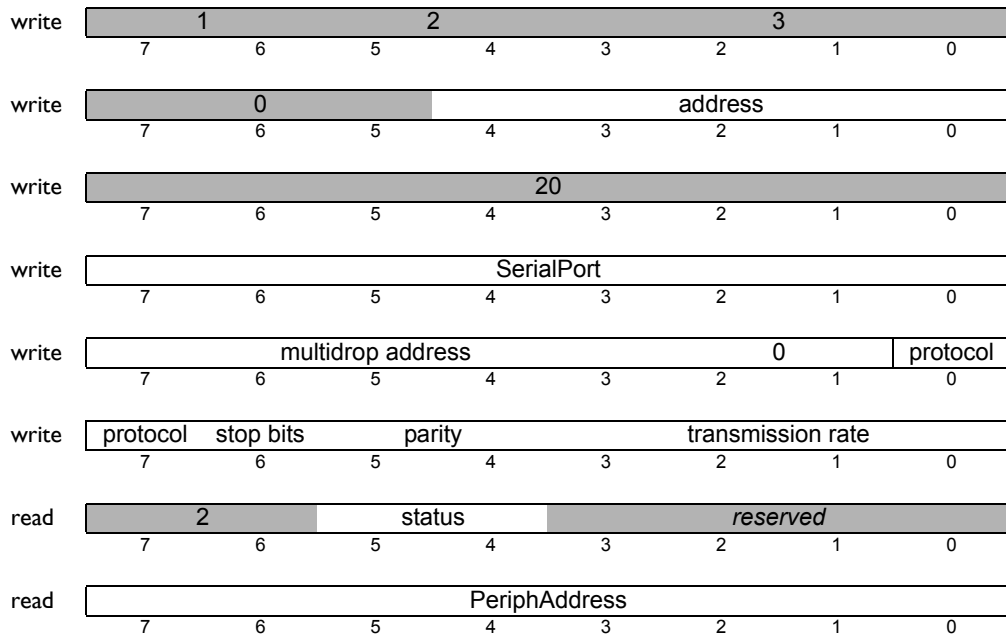 write 1 2 3
7 6 5 4 3 2 1 0
write 0 address
7 6 5 4 3 2 1 0
write 20
7 6 5 4 3 2 1 0
write SerialPort
7 6 5 4 3 2 1 0
write multidrop address 0 protocol
7 6 5 4 3 2 1 0
write protocol stop bits parity transmission rate
7 6 5 4 3 2 1 0
read 2 status reserved
7 6 5 4 3 2 1 0
read PeriphAddress
7 6 5 4 3 2 1 0